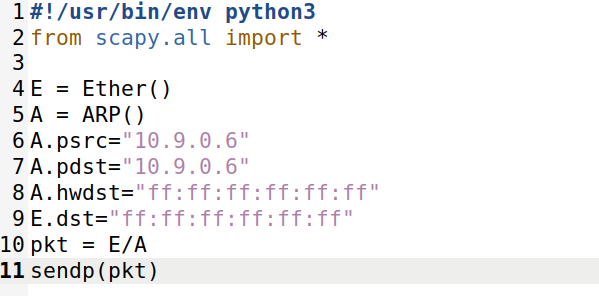 1 #!/usr/bin/env python3
2 from scapy.all import *
3
4 E = Ether()
5 A = ARP()
6 A.psrc="10.9.0.6"
7 A.pdst="10.9.0.6"
8 A.hwdst="ff:ff:ff:ff:ff:ff"
9 E.dst="ff:ff:ff:ff:ff:ff"
10 pkt = E/A
11 sendp(pkt)